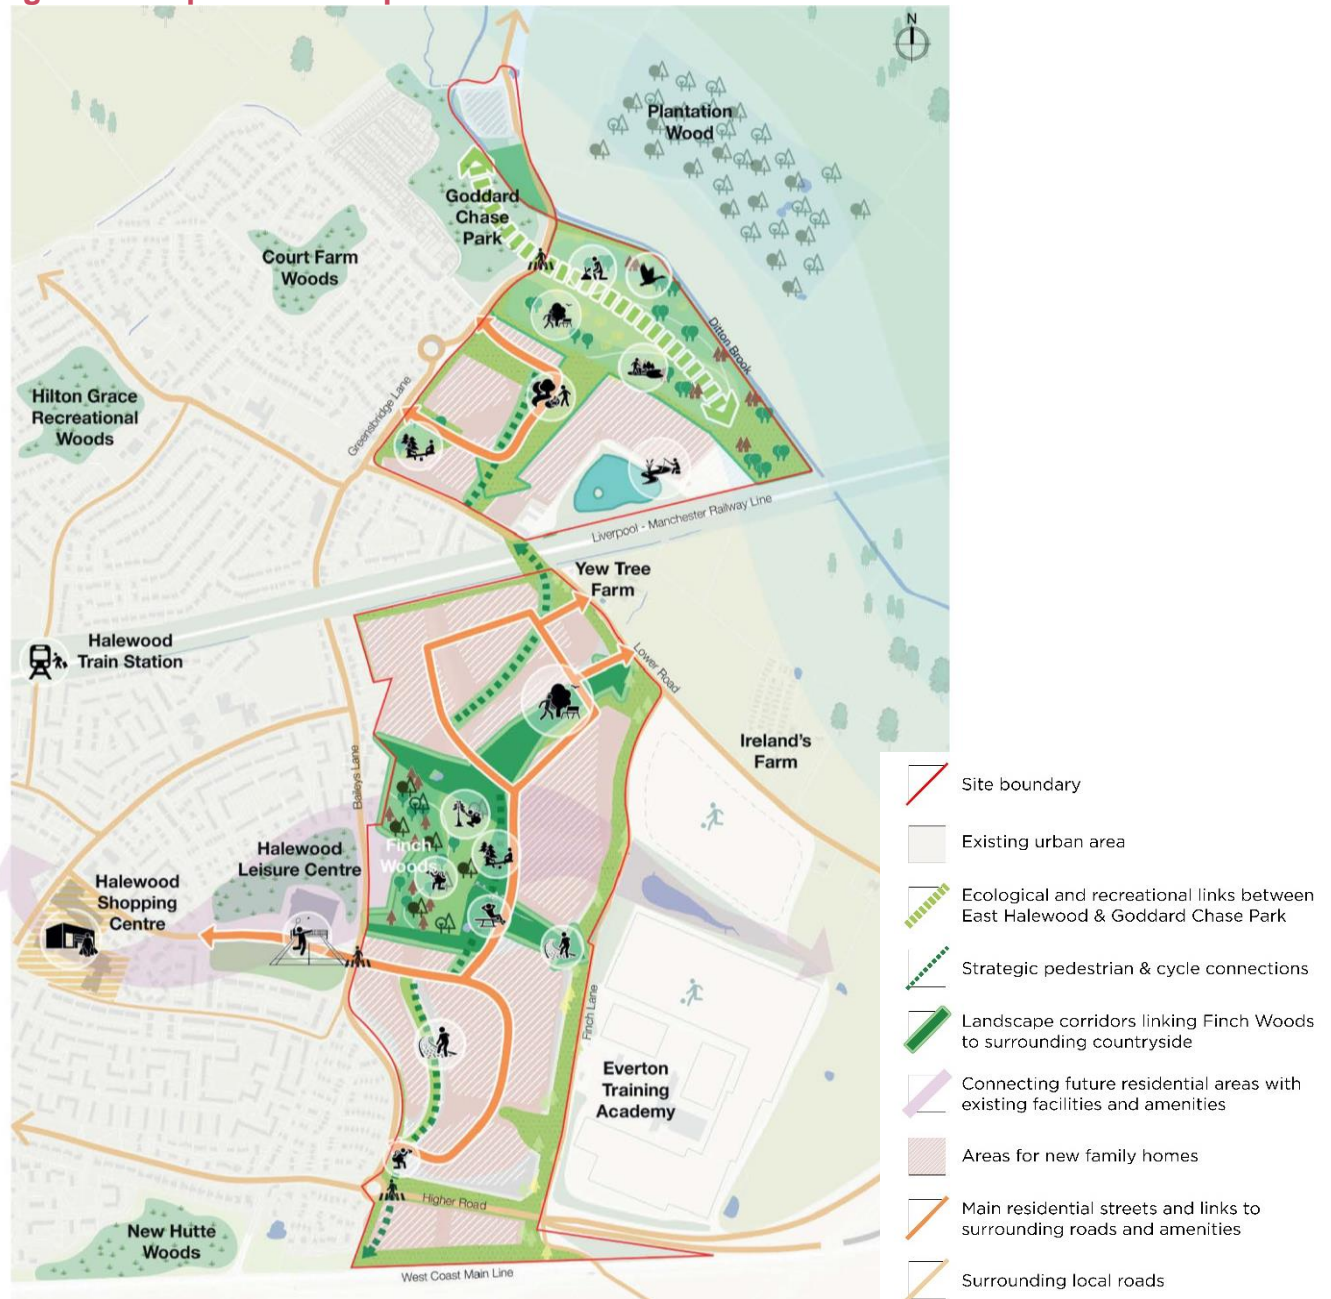 N
Plantation
Wood
Goddard
Chase
Park
Court Farm
Woods
Ditton Brook
Hilton Grace
Recreational
Woods
Greensbridge Lane
Liverpool - Manchester Railway Line
Yew Tree
Farm
Halewood
Train Station
Lower Road
Ireland's
Farm
Baileys Lane
Finch
Woods
Halewood
Leisure Centre
Halewood
Shopping
Centre
Finch Lane
Everton
Training
Academy
Higher Road
New Hutte
Woods
West Coast Main Line
Site boundary
Existing urban area
Ecological and recreational links between
East Halewood & Goddard Chase Park
Strategic pedestrian & cycle connections
Landscape corridors linking Finch Woods
to surrounding countryside
Connecting future residential areas with
existing facilities and amenities
Areas for new family homes
Main residential streets and links to
surrounding roads and amenities
Surrounding local roads